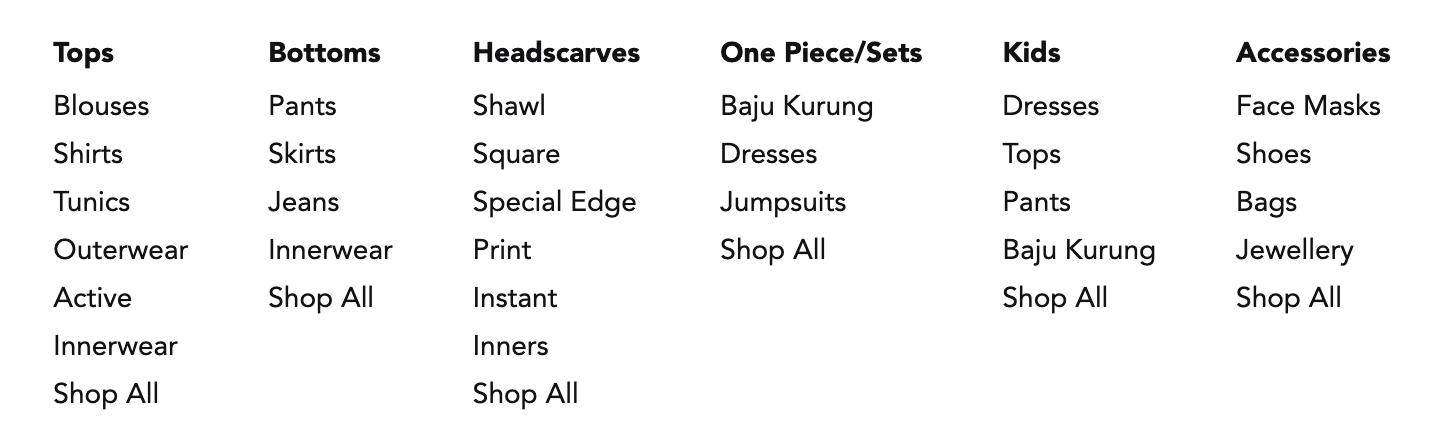 Tops
Blouses
Shirts
Tunics
Outerwear
Active
Innerwear
Shop All
Bottoms
Pants
Skirts
Jeans
Innerwear
Shop All
Headscarves
Shawl
Square
Special Edge
Print
Instant
Inners
Shop All
One Piece/Sets
Baju Kurung
Dresses
Jumpsuits
Shop All
Kids
Dresses
Tops
Pants
Baju Kurung
Shop All
Accessories
Face Masks
Shoes
Bags
Jewellery
Shop All